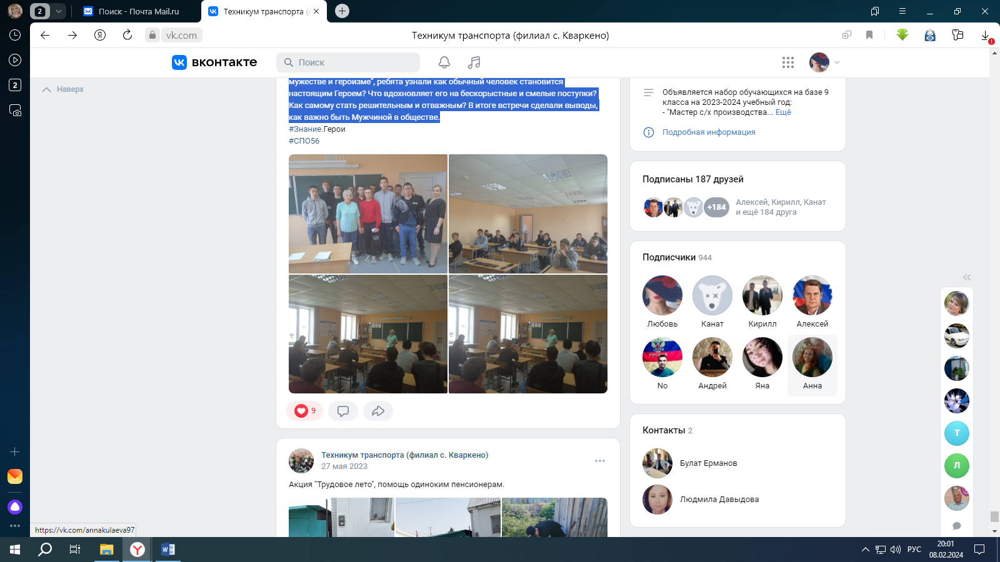 2
Поиск - Почта Mail.ru
Техникум транспорта (
vk.com
Техникум транспорта (филиал с. Кваркено)
вконтакте
Поиск
2
Наверх
мужестве и героизме", ребята узнали как обычный человек становится
настоящим Героем? Что вдохновляет его на бескорыстные и смелые поступки?
Как самому стать решительным и отважным? В итоге встречи сделали выводы,
как важно быть Мужчиной в обществе.
#Знание.Герои
#СПО56
9
Техникум транспорта (филиал с. Кваркено)
27 мая 2023
Акция "Трудовое лето", помощь одиноким пенсионерам.
Объявляется набор обучающихся на базе 9
класса на 2023-2024 учебный год:
- "Мастер с/х производства... Ещё
Подробная информация
Подписаны 187 друзей
+184
Алексей, Кирилл, Канат
и ещё 184 друга
Подписчики 944
Любовь
Канат
Кирилл
Алексей
No
Андрей
Яна
Анна
Контакты 2
Булат Ерманов
Людмила Давыдова
Т
Л
https://vk.com/annakulaeva97
РУС
20:01
08.02.2024